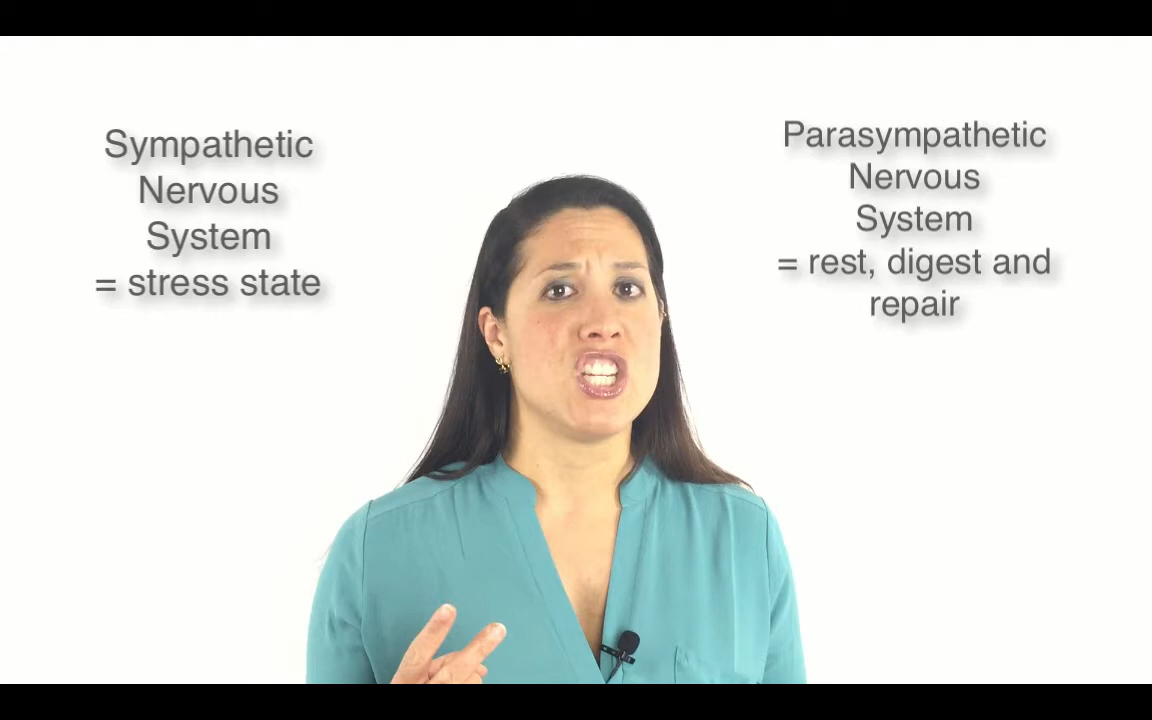 Sympathetic
Nervous
System
= stress state
Parasympathetic
Nervous
System
= rest, digest and
repair